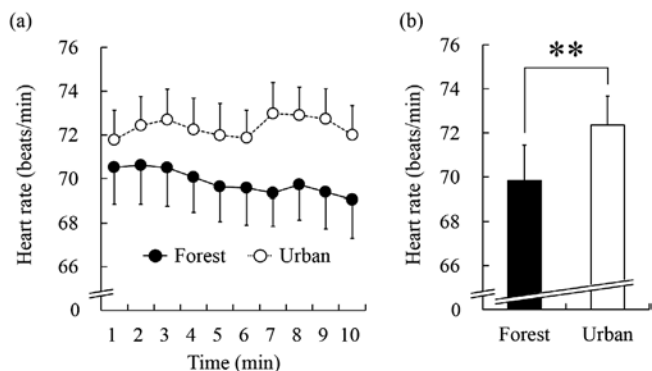 (a)
Heart rate (beats/min)
76
74
72
70
68
66
0
Forest
Urban
1 2 3 4 5 6 7 8 9 10
Time (min)
(b)
Heart rate (beats/min)
76
74
72
70
68
66
0
**
Forest
Urban